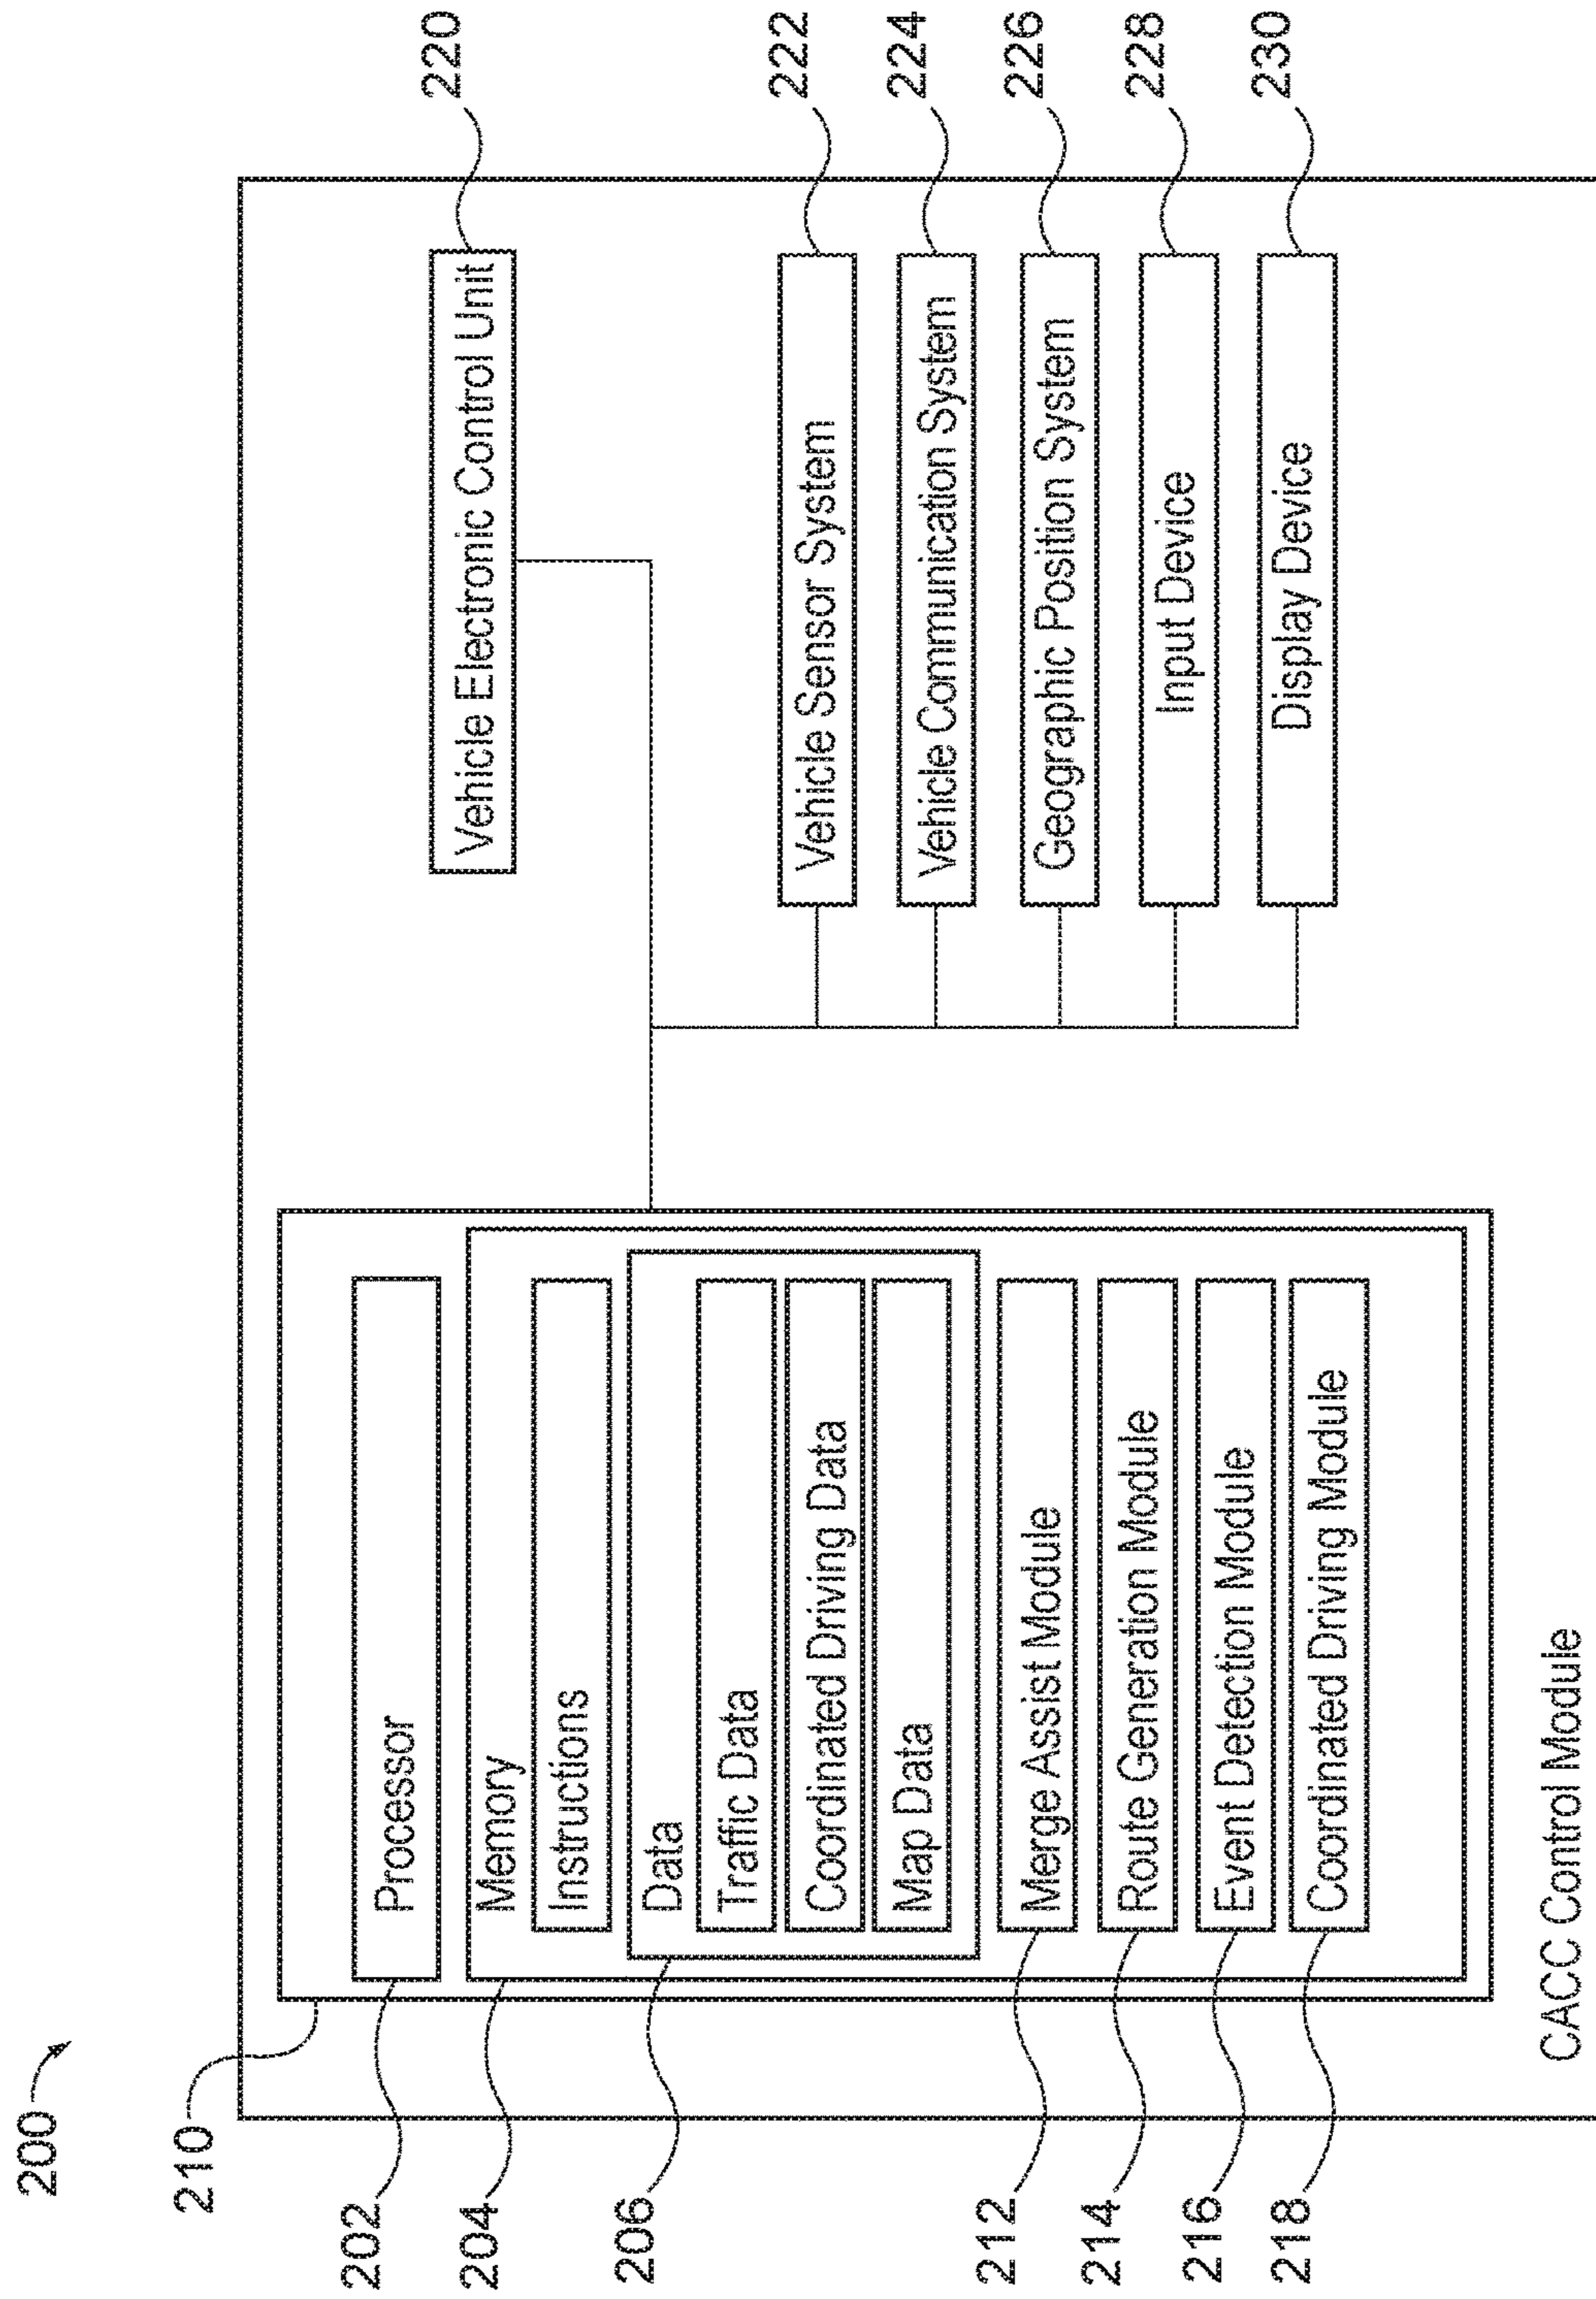 200
210
202
Processor
204
Memory
Instructions
206
Data
Traffic Data
Coordinated Driving Data
Map Data
212
Merge Assist Module
214
Route Generation Module
216
Event Detection Module
218
Coordinated Driving Module
Vehicle Electronic Control Unit
220
Vehicle Sensor System
222
Vehicle Communication System
224
Geographic Position System
226
Input Device
228
Display Device
230
CACC Control Module